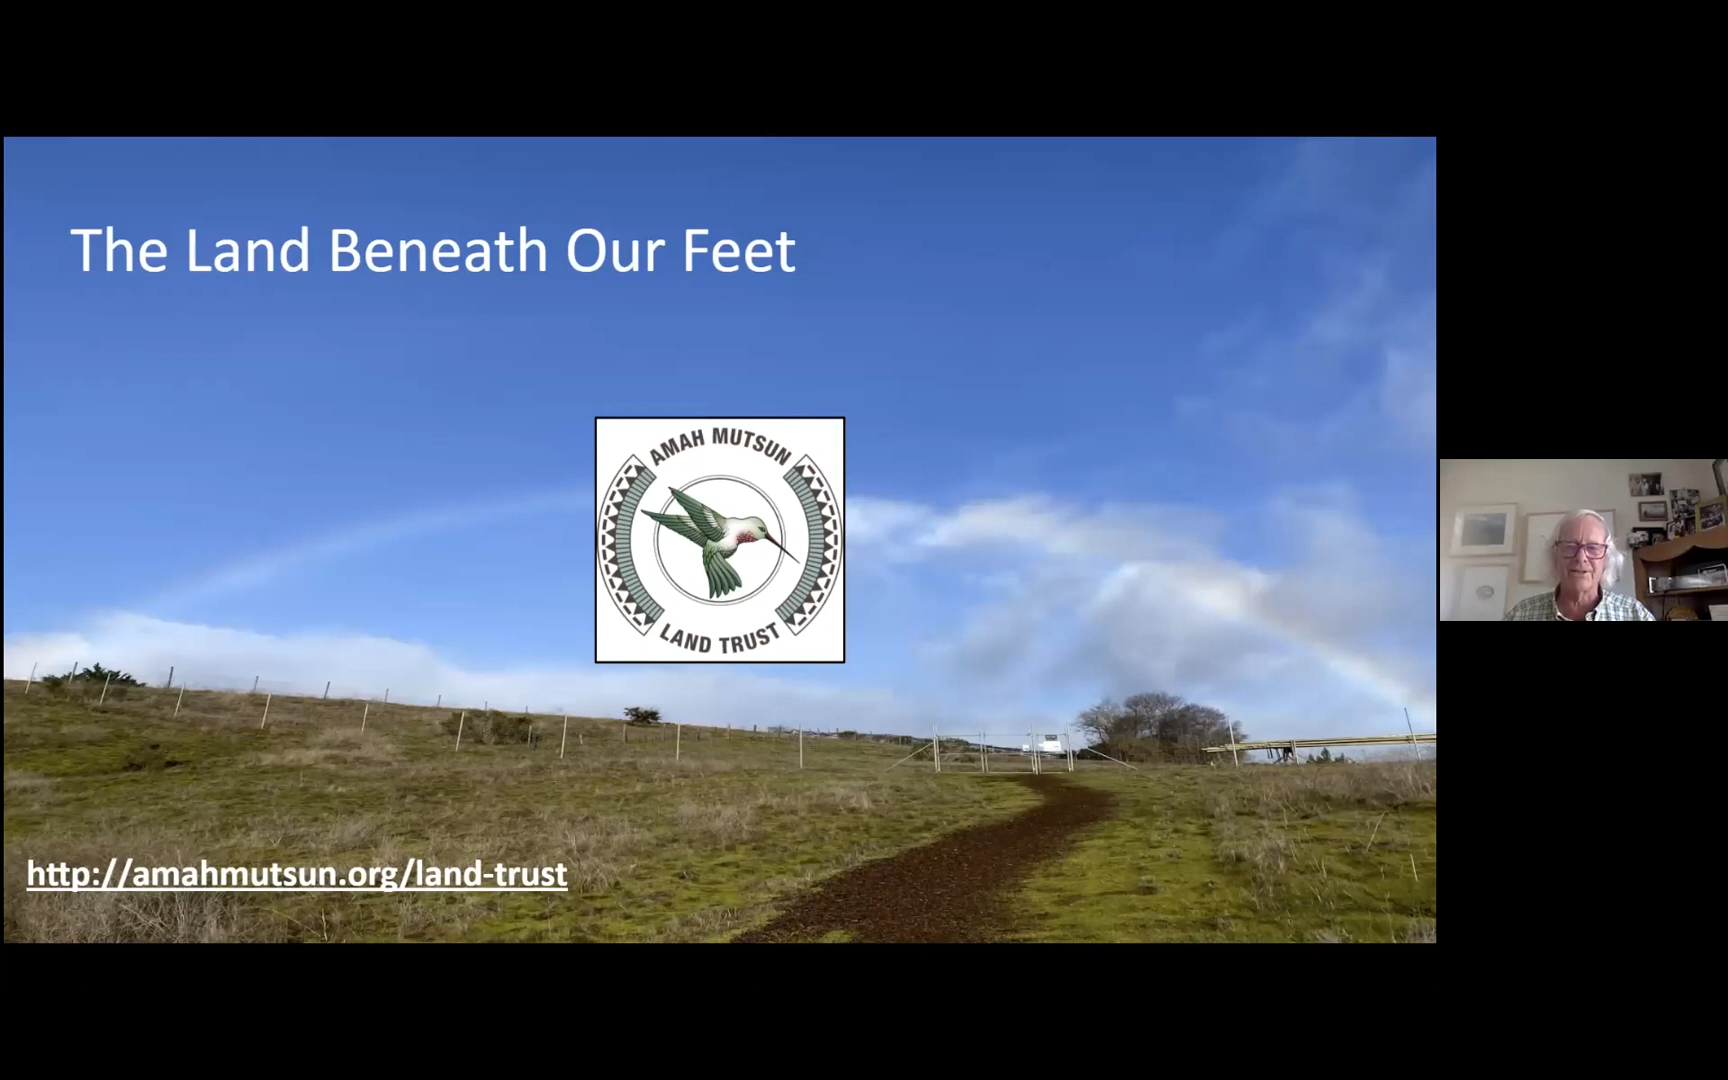 The Land Beneath Our Feet
AMAH MUTSUN
LAND TRUST
http://amahmutsun.org/land-trust